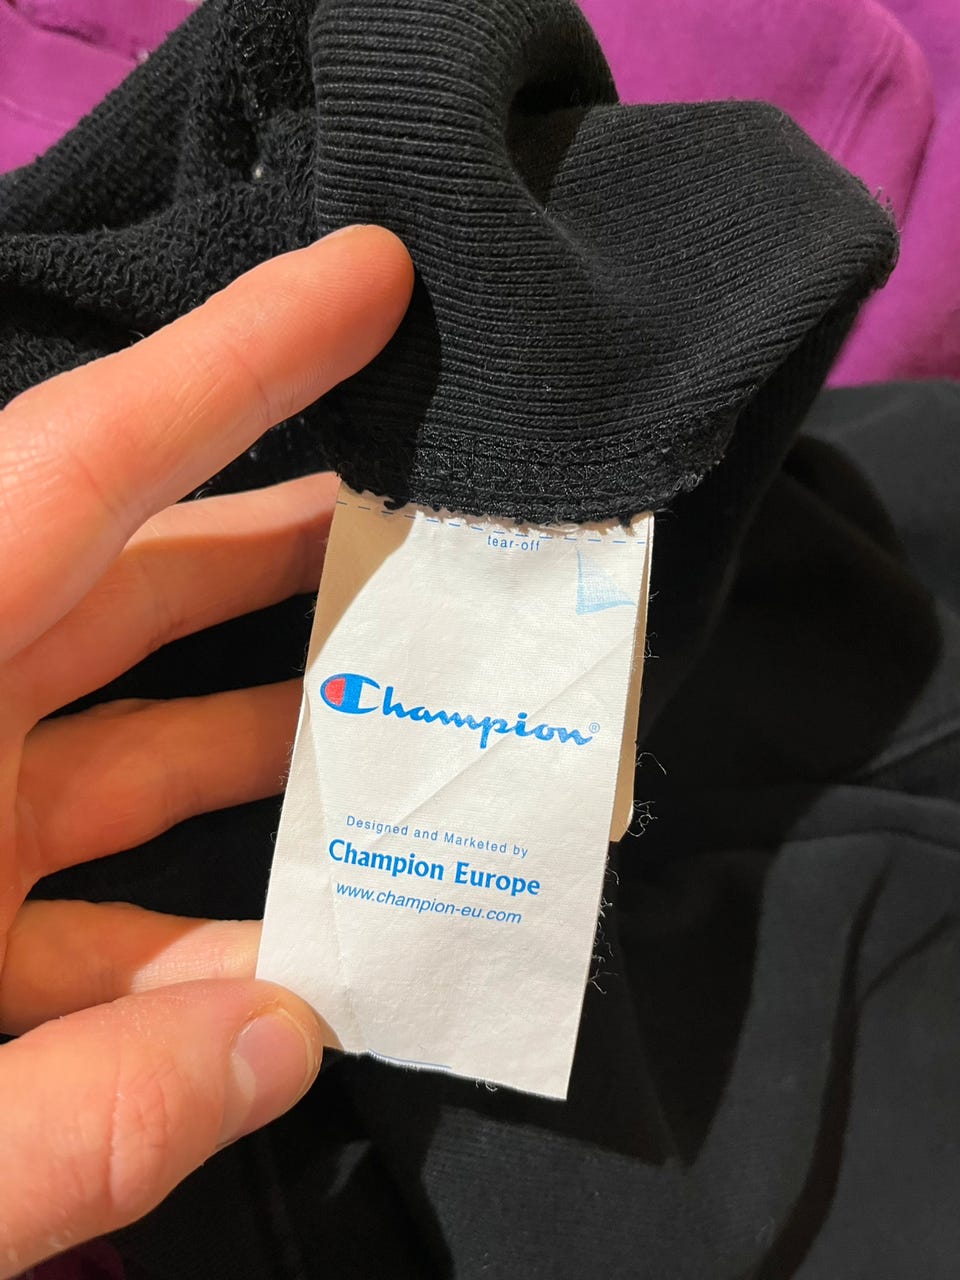 tear-off
Champion®
Designed and Marketed by
Champion Europe
www.champion-eu.com